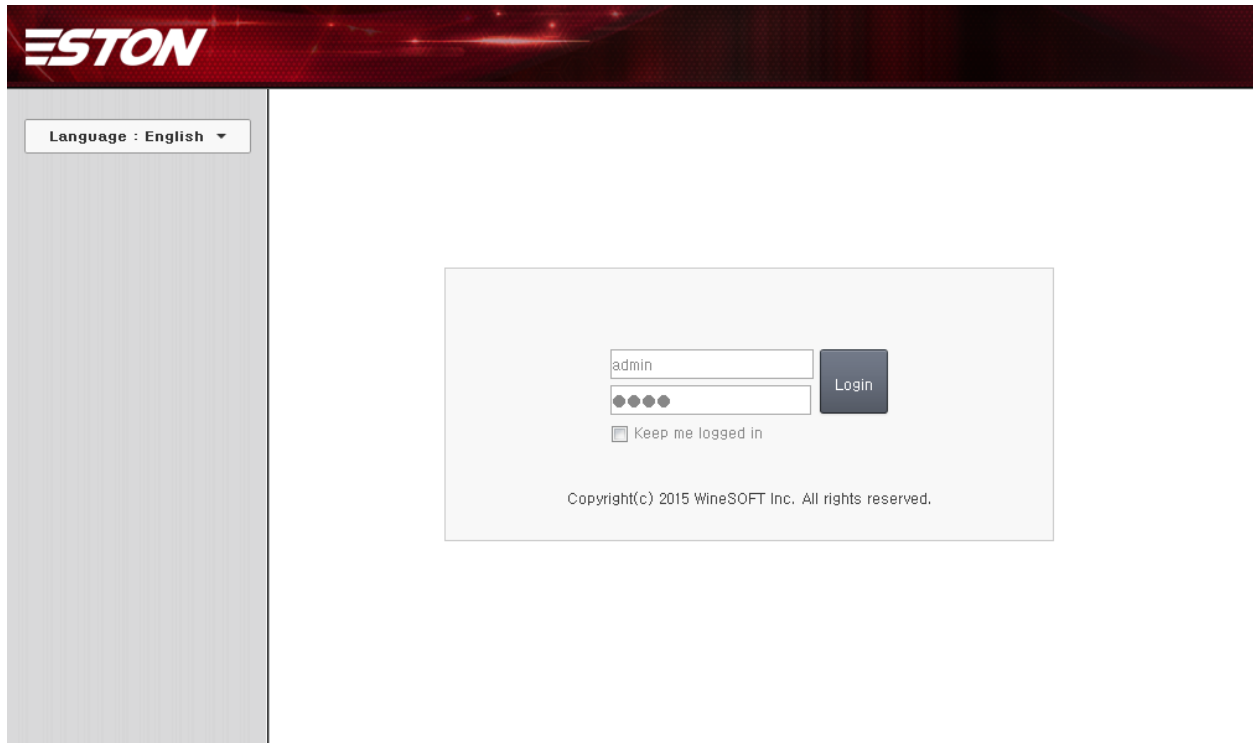 ESTON
Language : English
admin
●●●●
Login
Keep me logged in
Copyright(c) 2015 WineSOFT Inc. All rights reserved.